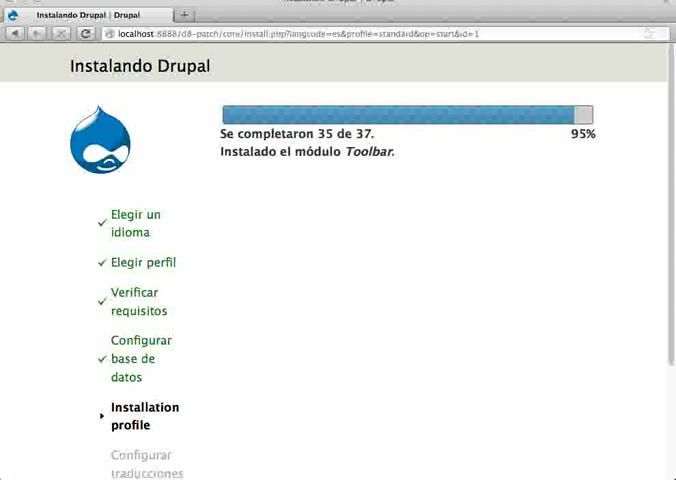 Instalando Drupal | Drupal
localhost:8888/d8-patch/core/install.php?langcode=es&profile=standard&op=start&id=1
Instalando Drupal
Se completaron 35 de 37.
95%
Instalado el módulo Toolbar.
Elegir un
idioma
Elegir perfil
Verificar
requisitos
Configurar
base de
datos
Installation
profile
Configurar
traducciones